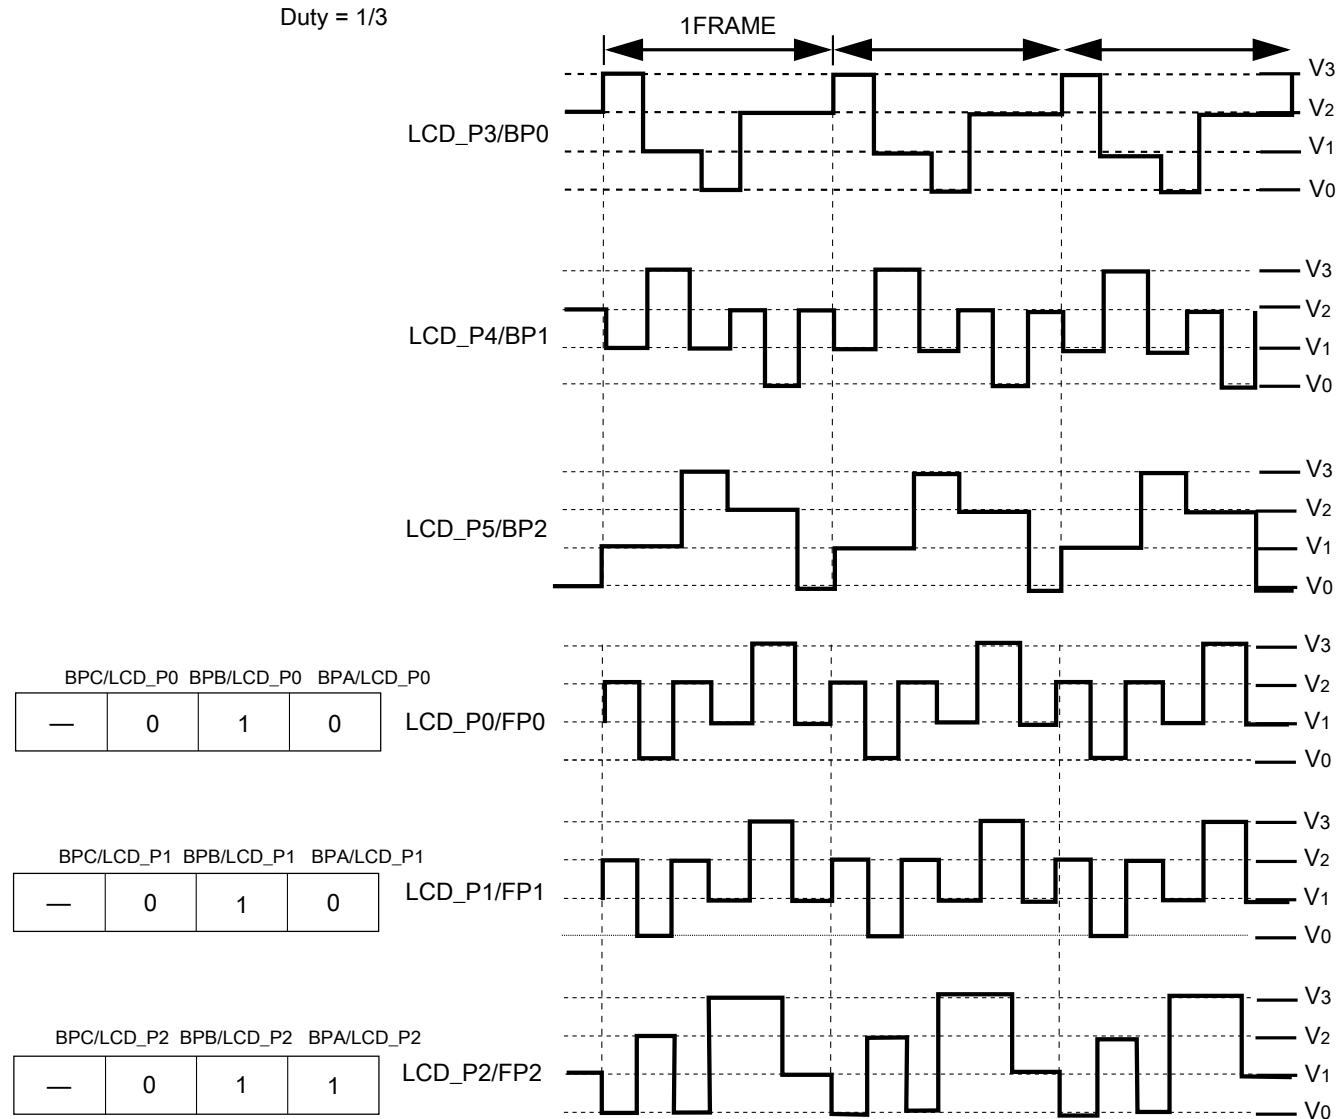 Duty = 1/3
1FRAME
LCD_P3/BP0
V3
V2
V1
V0
LCD_P4/BP1
V3
V2
V1
V0
LCD_P5/BP2
V3
V2
V1
V0
BPC/LCD_P0 BPB/LCD_P0 BPA/LCD_P0
— 0 1 0
LCD_P0/FP0
V3
V2
V1
V0
BPC/LCD_P1 BPB/LCD_P1 BPA/LCD_P1
— 0 1 0
LCD_P1/FP1
V3
V2
V1
V0
BPC/LCD_P2 BPB/LCD_P2 BPA/LCD_P2
— 0 1 1
LCD_P2/FP2
V3
V2
V1
V0